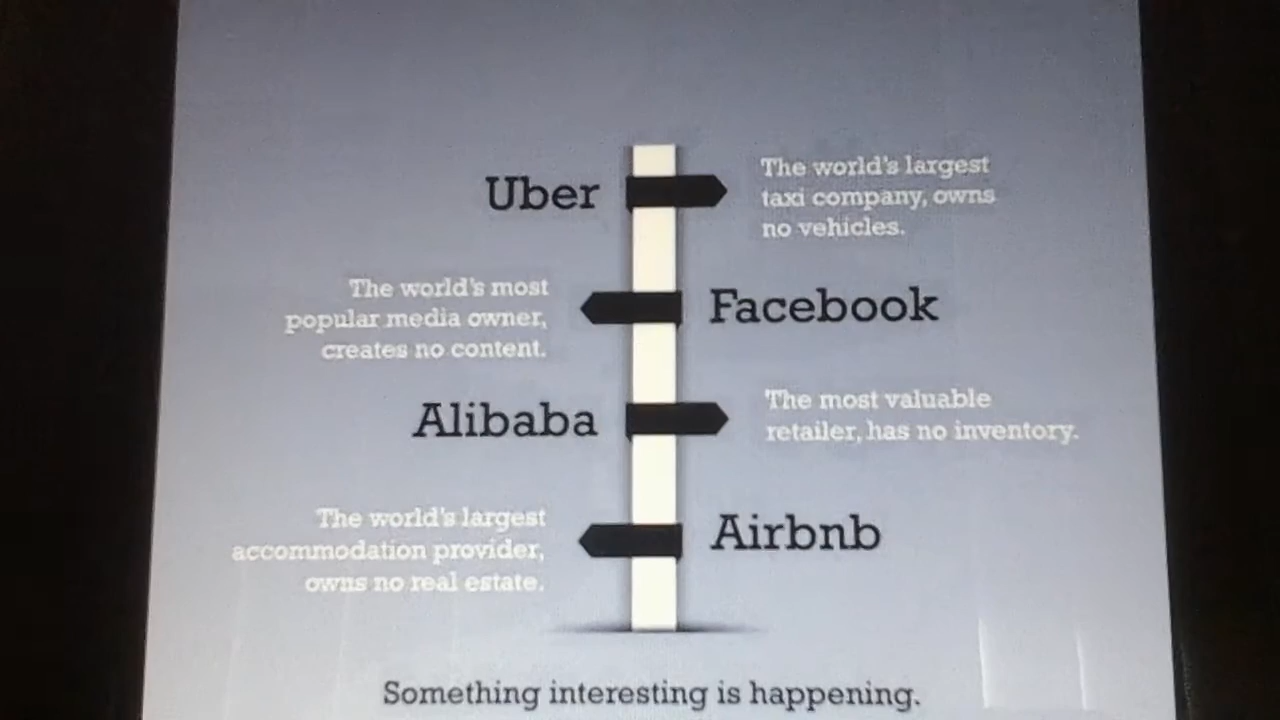 Uber
The world's largest
taxi company, owns
no vehicles.
The world's most
popular media owner,
creates no content.
Facebook
Alibaba
The most valuable
retailer, has no inventory.
The world's largest
accommodation provider,
owns no real estate.
Airbnb
Something interesting is happening.